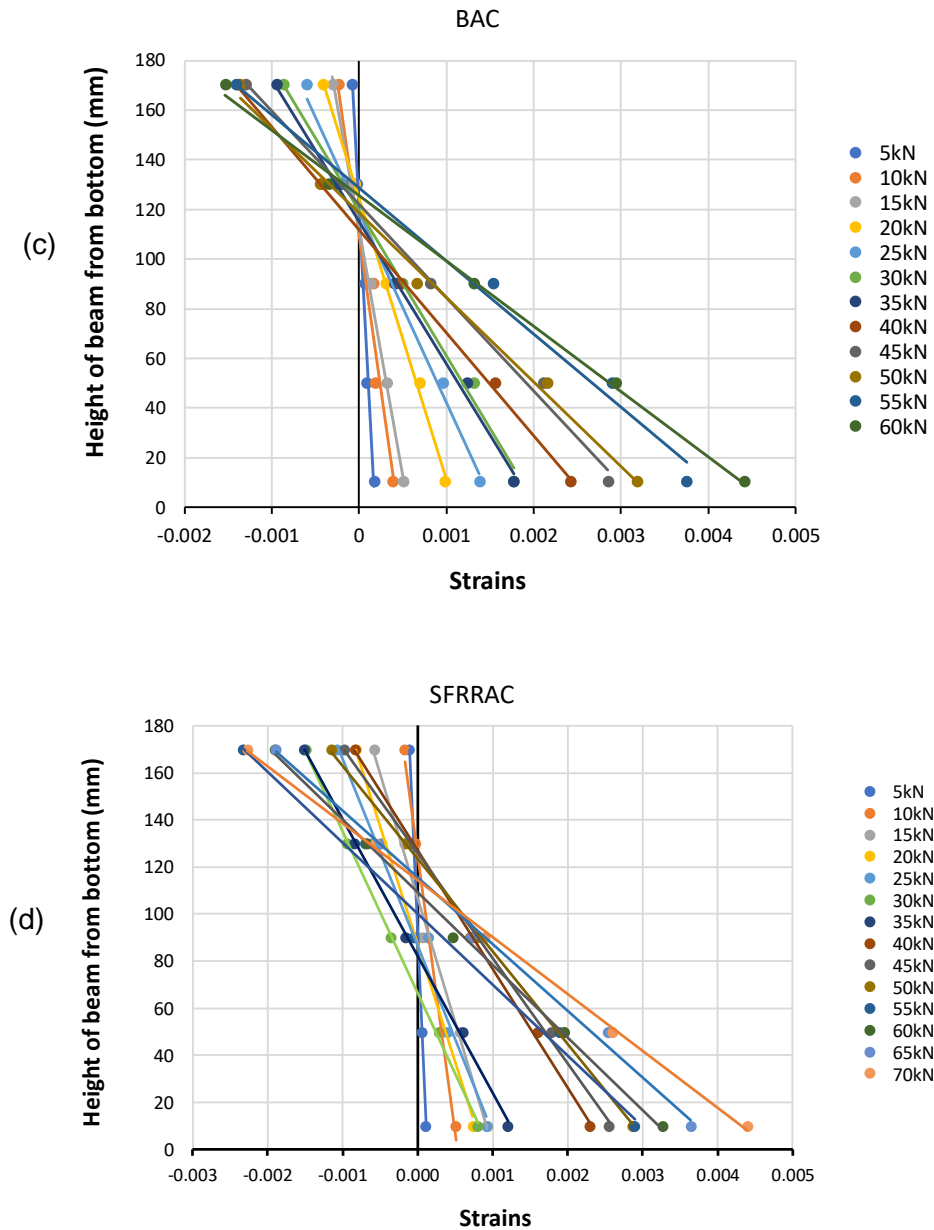 BAC
(c)
Height of beam from bottom (mm)
180
160
140
120
100
80
60
40
20
0
-0.002 -0.001 0 0.001 0.002 0.003 0.004 0.005
Strains
5kN
10kN
15kN
20kN
25kN
30kN
35kN
40kN
45kN
50kN
55kN
60kN
SFRRAC
(d)
Height of beam from bottom (mm)
180
160
140
120
100
80
60
40
20
0
-0.003 -0.002 -0.001 0.000 0.001 0.002 0.003 0.004 0.005
Strains
5kN
10kN
15kN
20kN
25kN
30kN
35kN
40kN
45kN
50kN
55kN
60kN
65kN
70kN